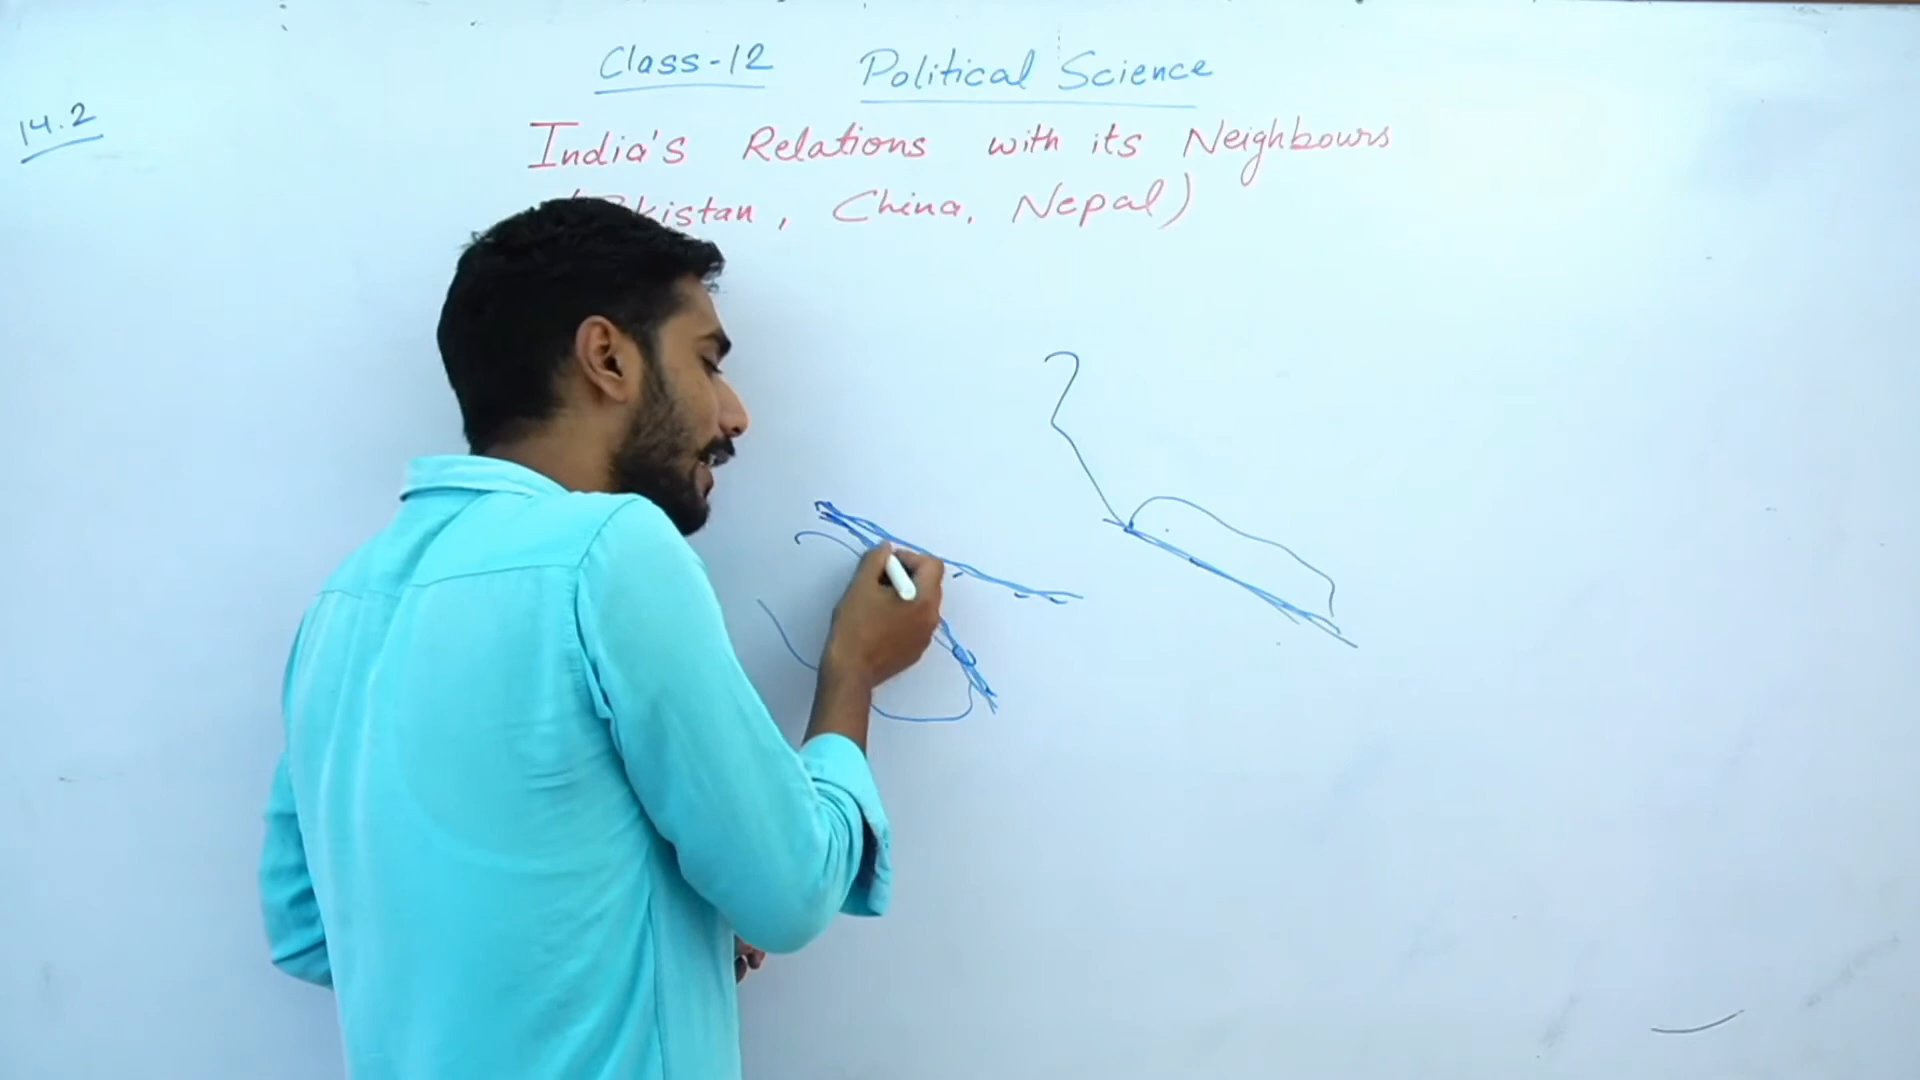 Class-12 Political Science
14.2
India's Relations with its Neighbours
kistan, China, Nepal)